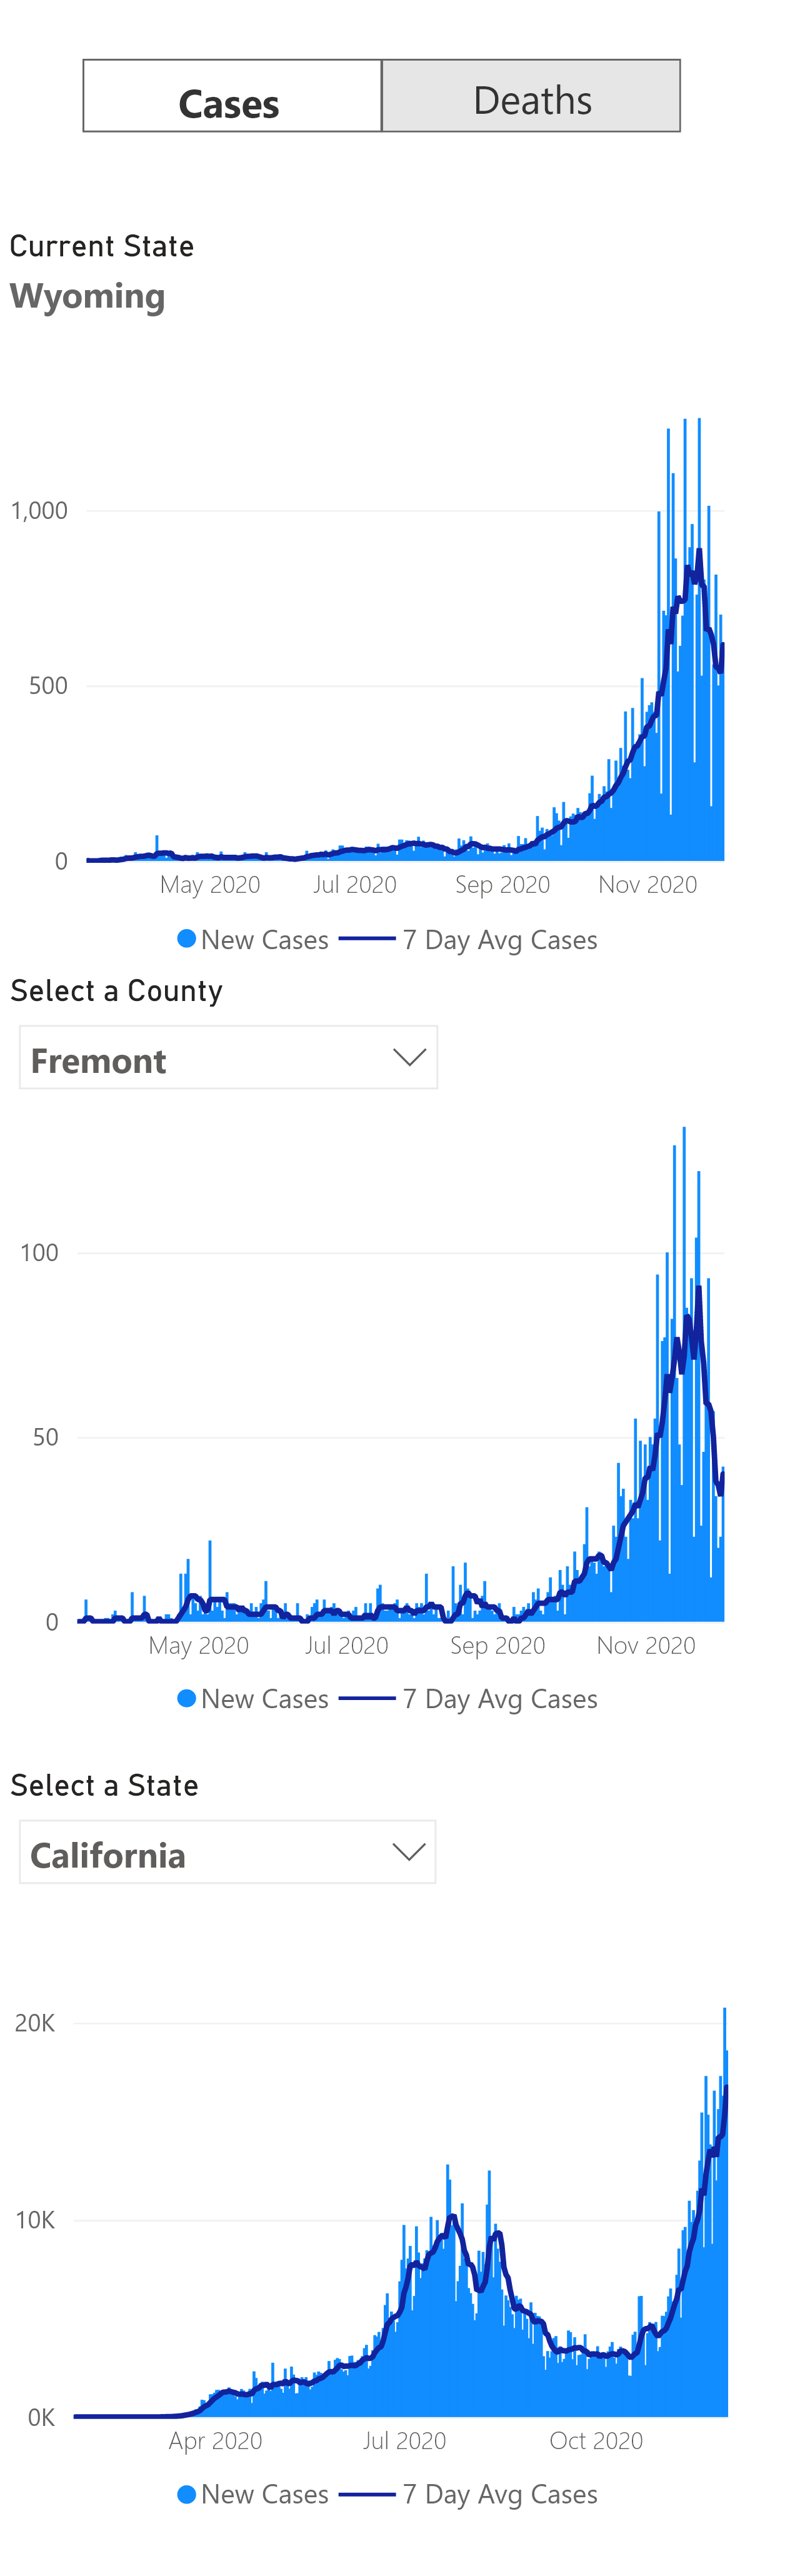 Cases Deaths
Current State
Wyoming
1,000
500
0
May 2020 Jul 2020 Sep 2020 Nov 2020
New Cases 7 Day Avg Cases
Select a County
Fremont
100
50
0
May 2020 Jul 2020 Sep 2020 Nov 2020
New Cases 7 Day Avg Cases
Select a State
California
20K
10K
0K
Apr 2020 Jul 2020 Oct 2020
New Cases 7 Day Avg Cases